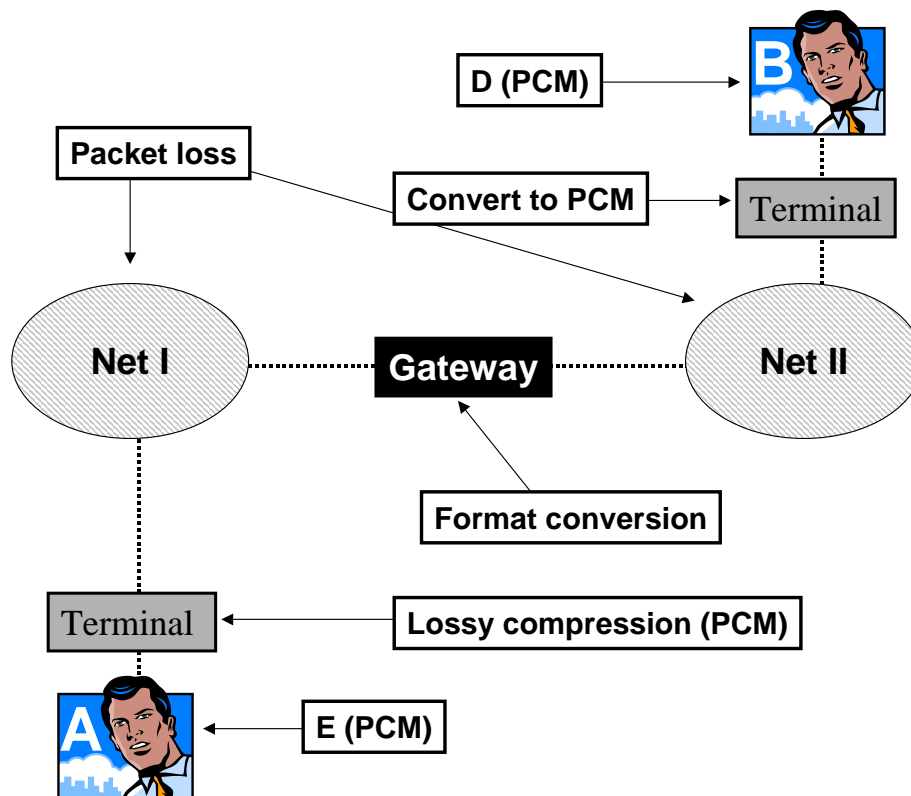 B
D (PCM)
Packet loss
Convert to PCM
Terminal
Net I
Gateway
Net II
Format conversion
Terminal
Lossy compression (PCM)
A
E (PCM)